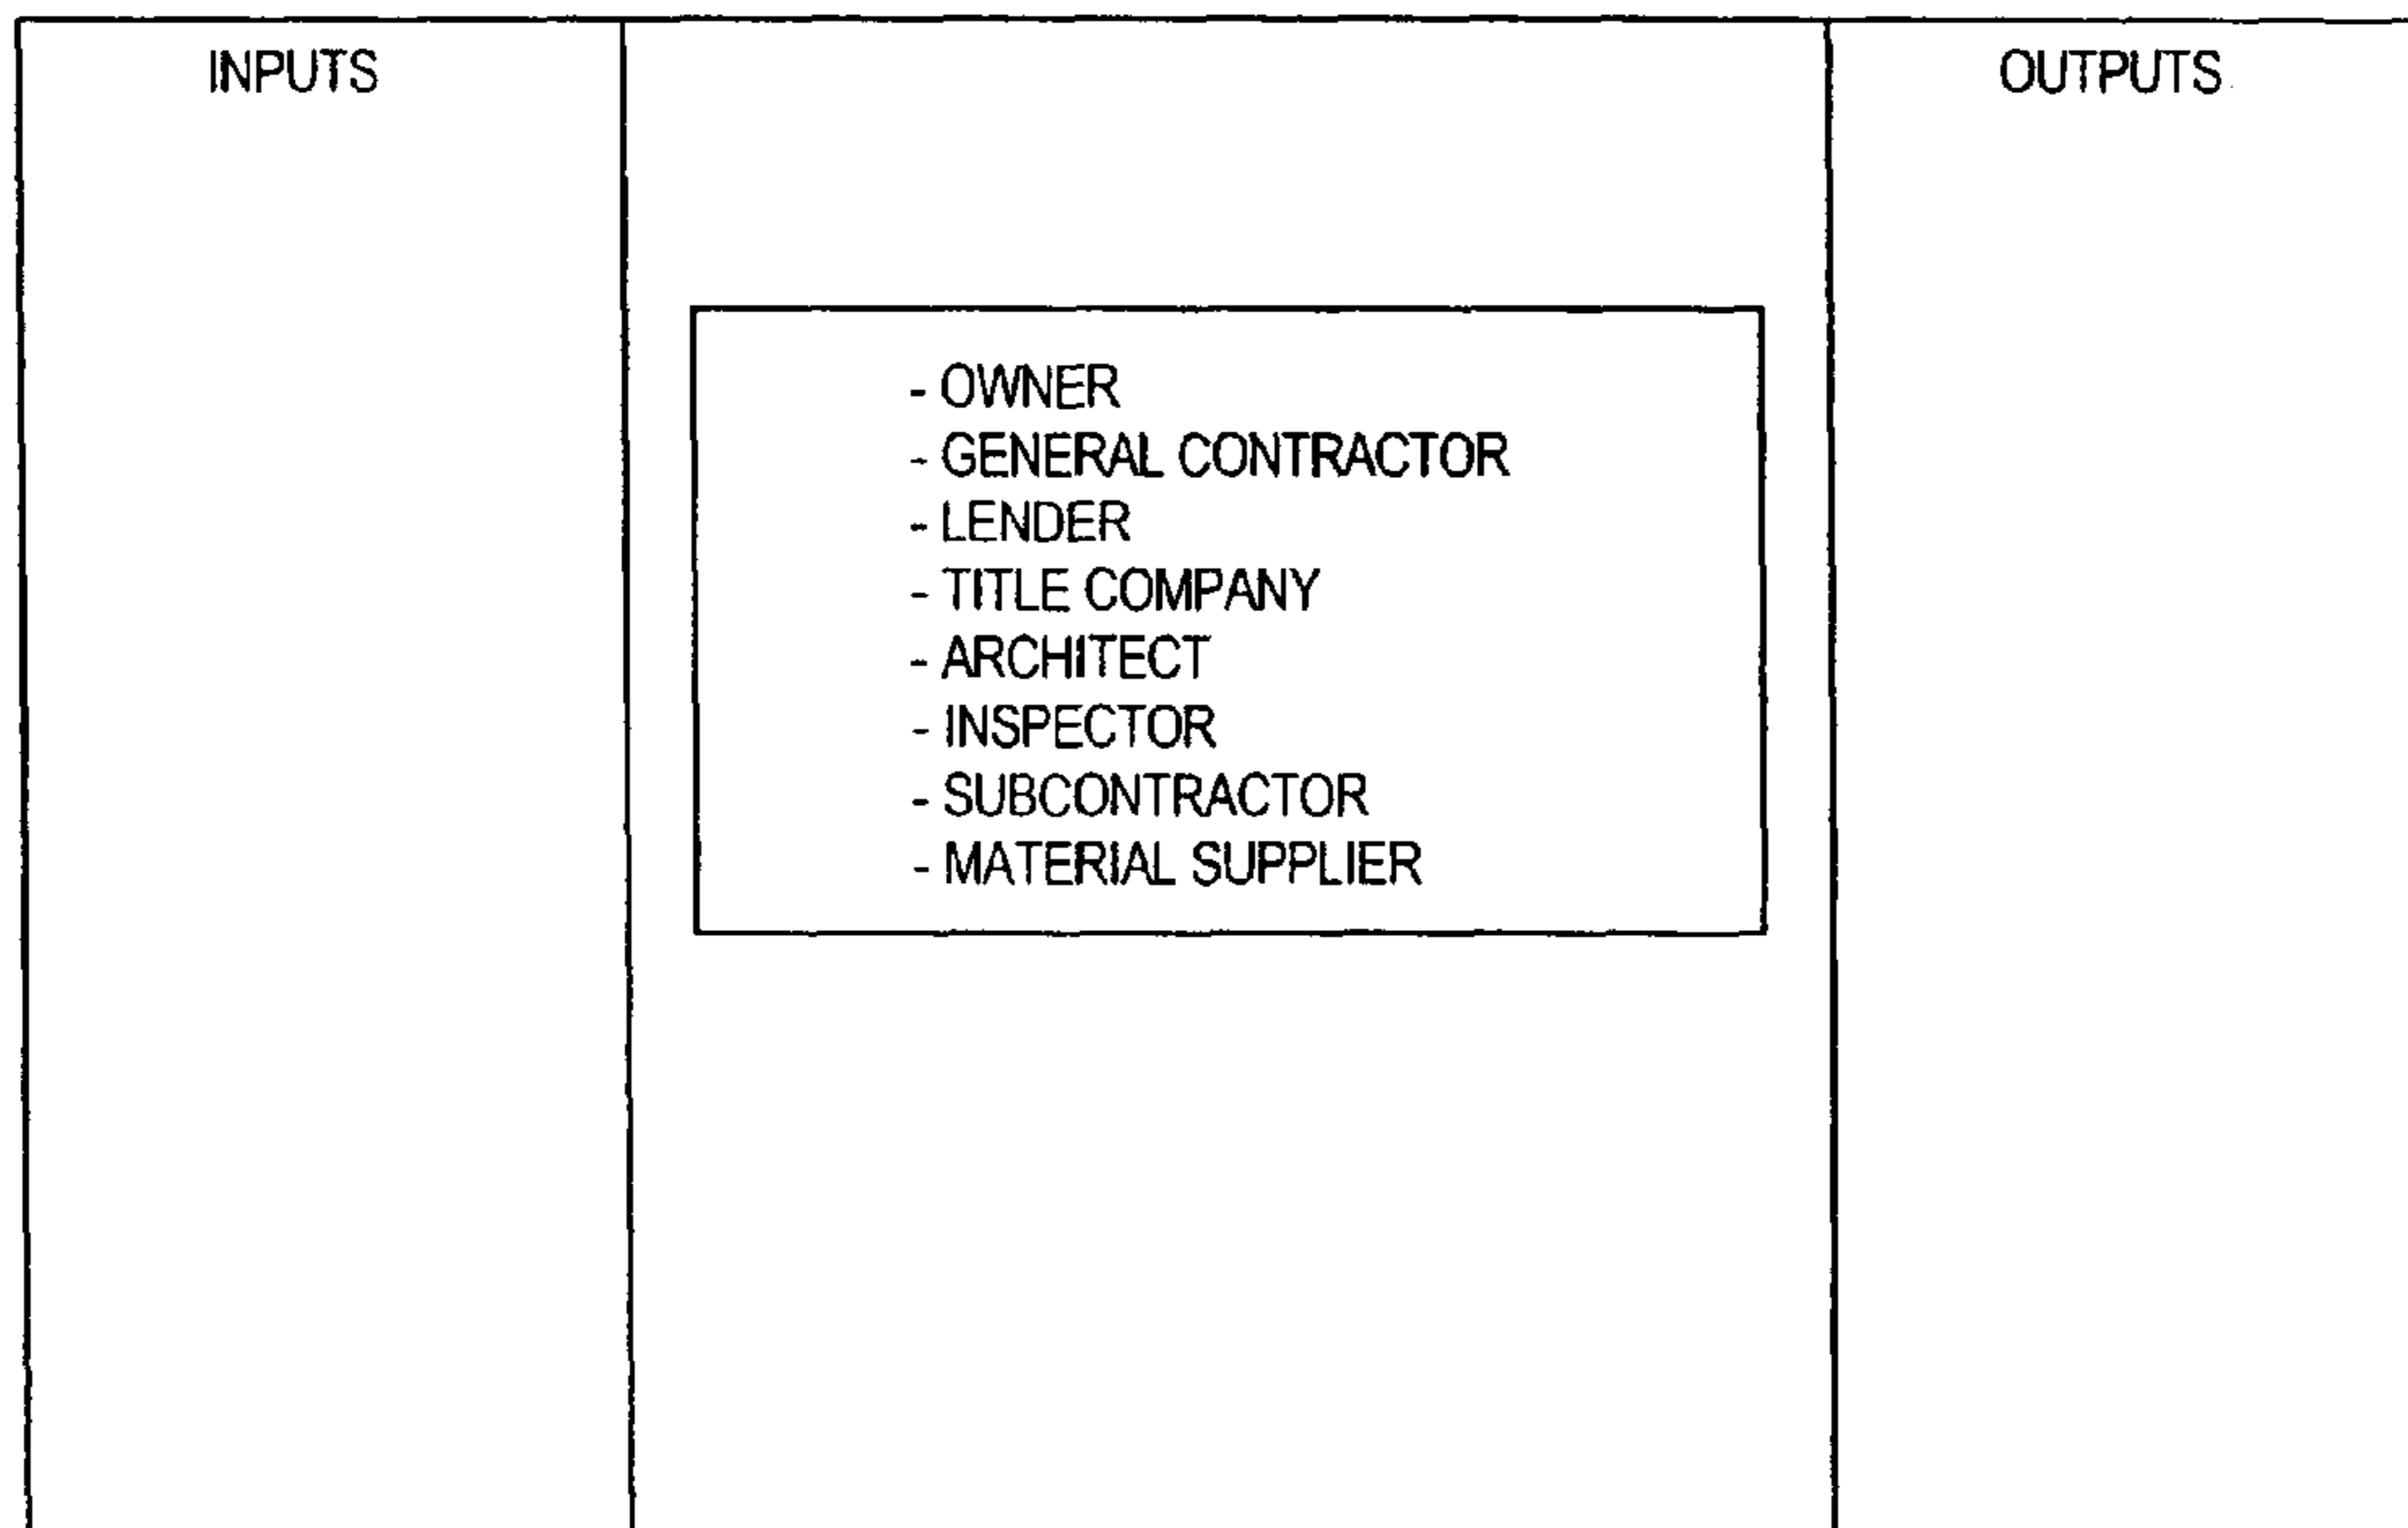 INPUTS
OUTPUTS
- OWNER
- GENERAL CONTRACTOR
- LENDER
- TITLE COMPANY
- ARCHITECT
- INSPECTOR
- SUBCONTRACTOR
- MATERIAL SUPPLIER